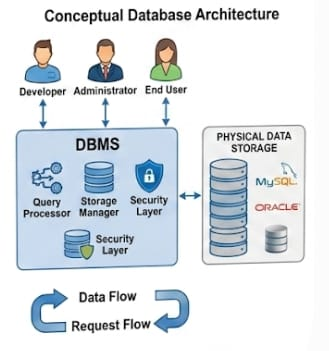 Conceptual Database Architecture
Developer Administrator End User
DBMS
Query Processor
Storage Manager
Security Layer
Security Layer
PHYSICAL DATA
STORAGE
MySQL
ORACLE
Data Flow
Request Flow